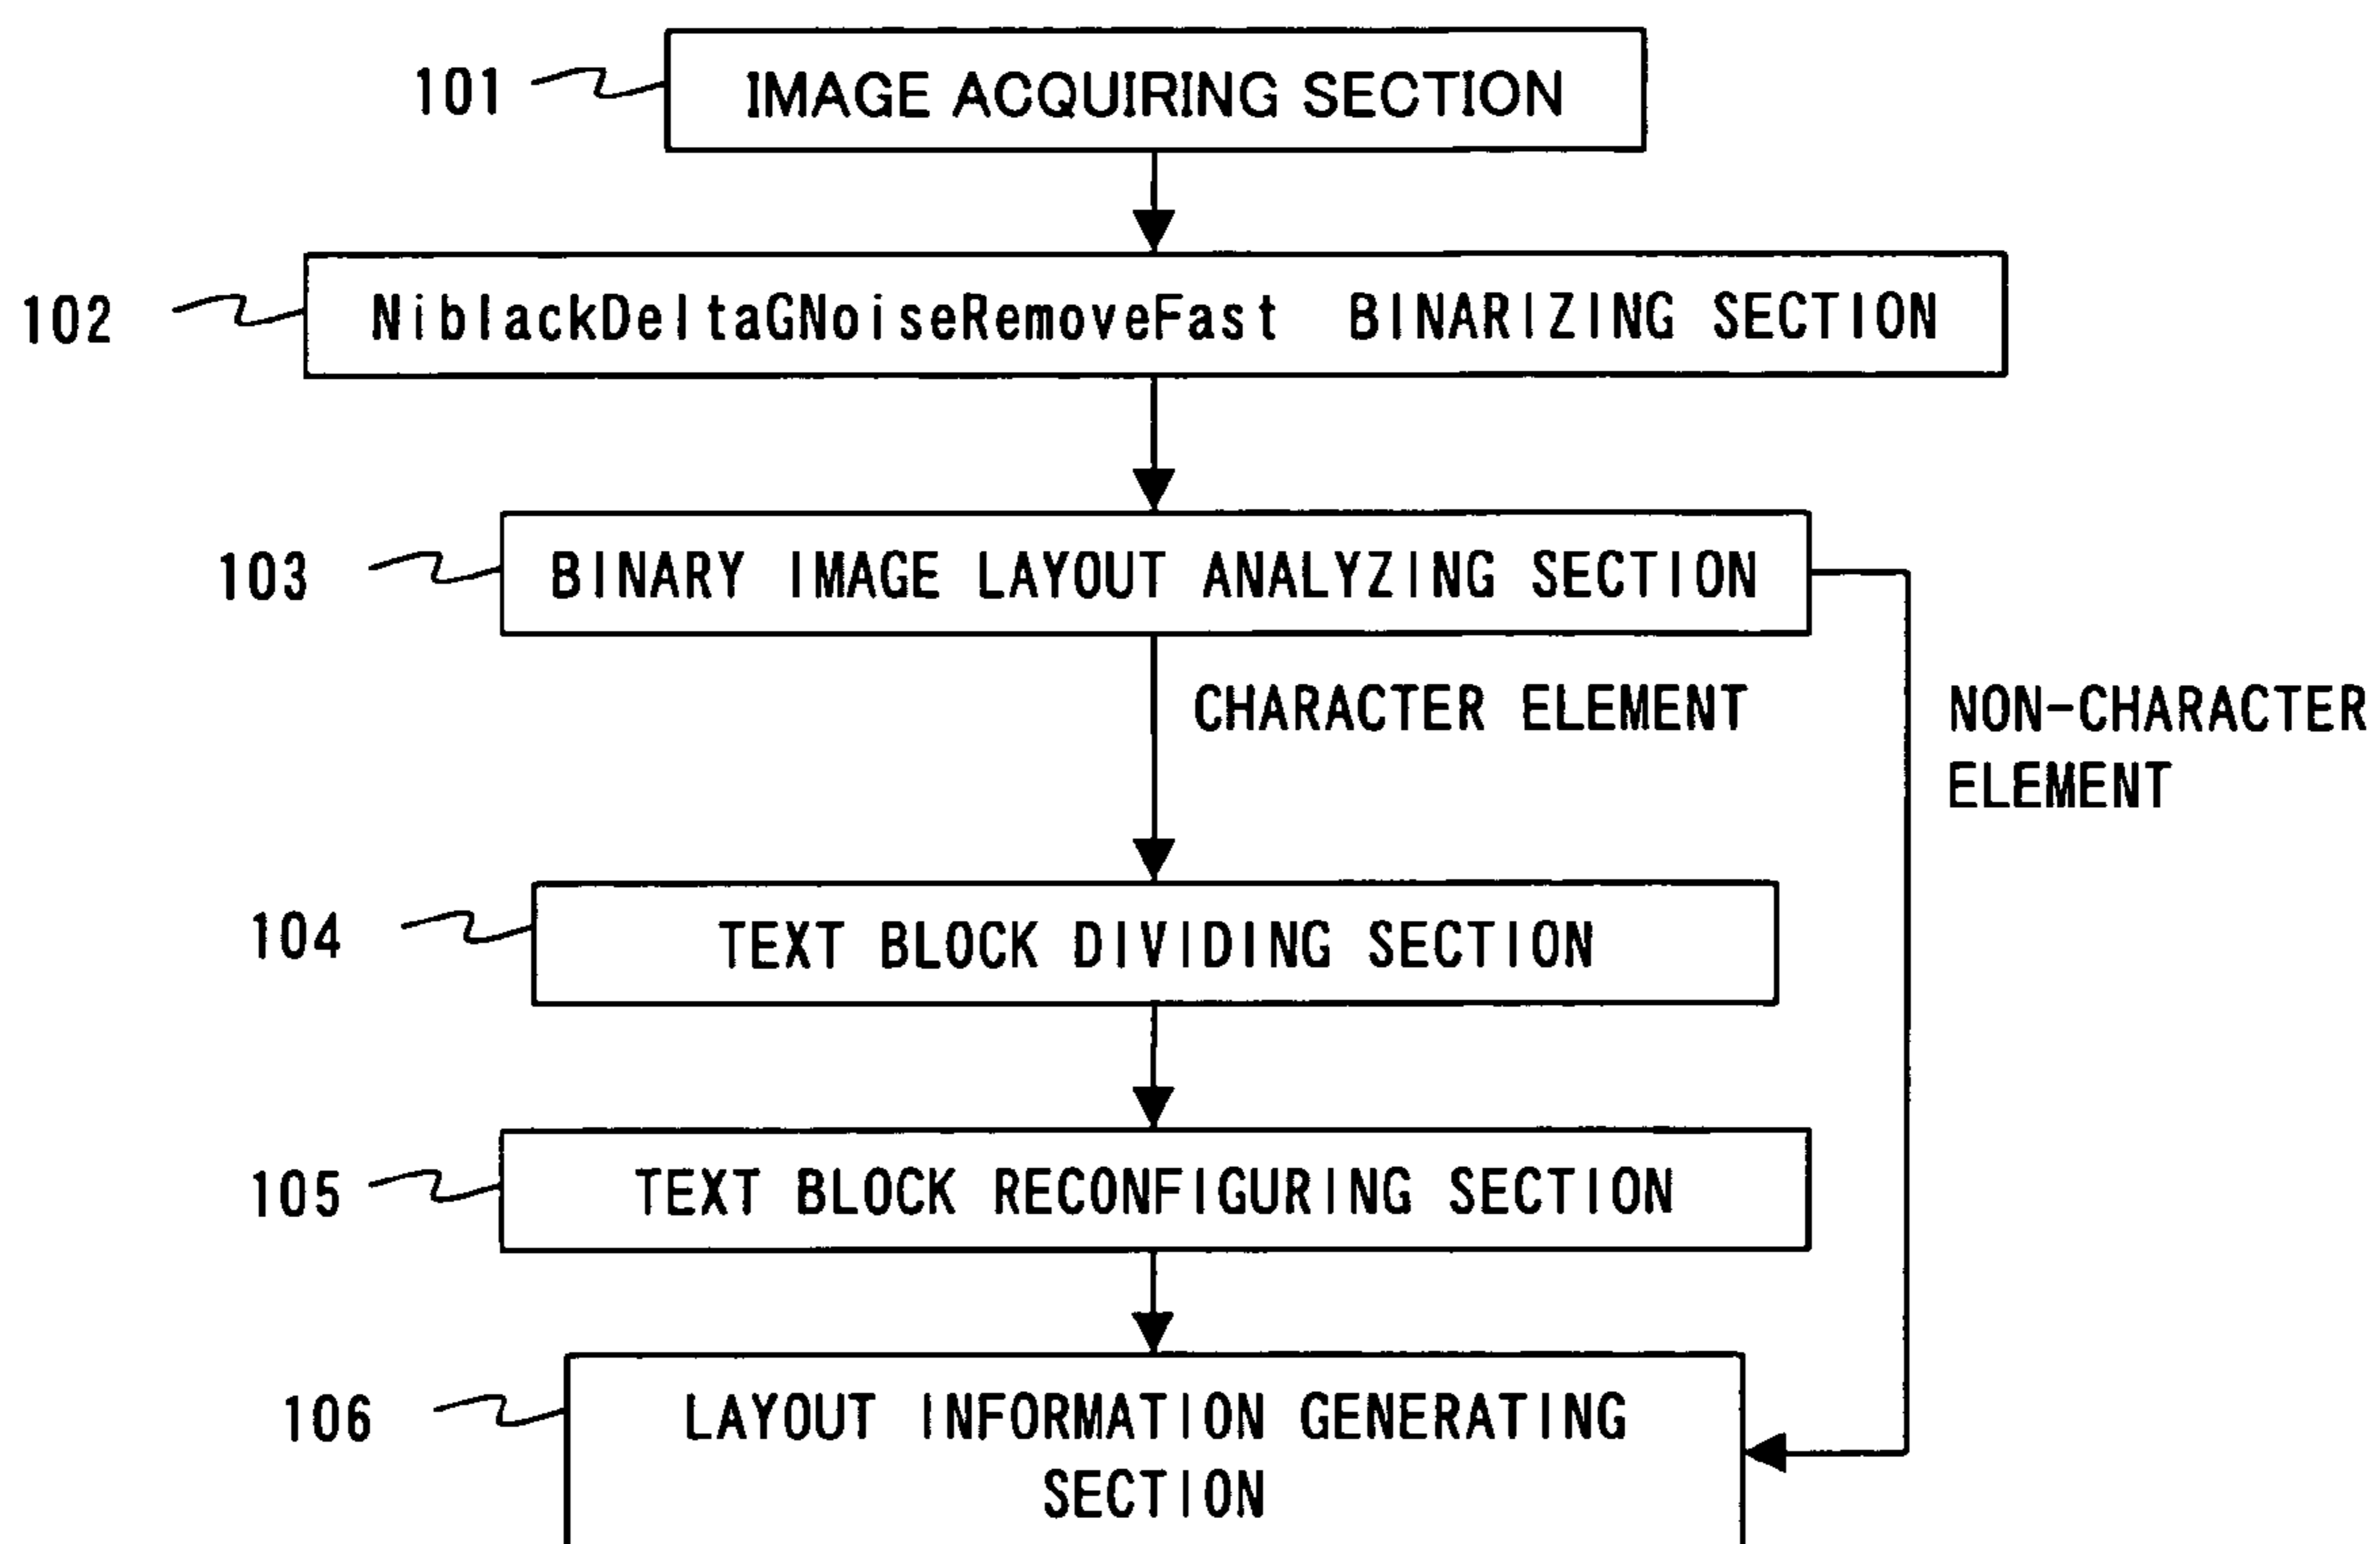 101 IMAGE ACQUIRING SECTION
102 NiblackDeltaGNoiseRemoveFast BINARIZING SECTION
103 BINARY IMAGE LAYOUT ANALYZING SECTION
CHARACTER ELEMENT
NON-CHARACTER
ELEMENT
104 TEXT BLOCK DIVIDING SECTION
105 TEXT BLOCK RECONFIGURING SECTION
106 LAYOUT INFORMATION GENERATING
SECTION